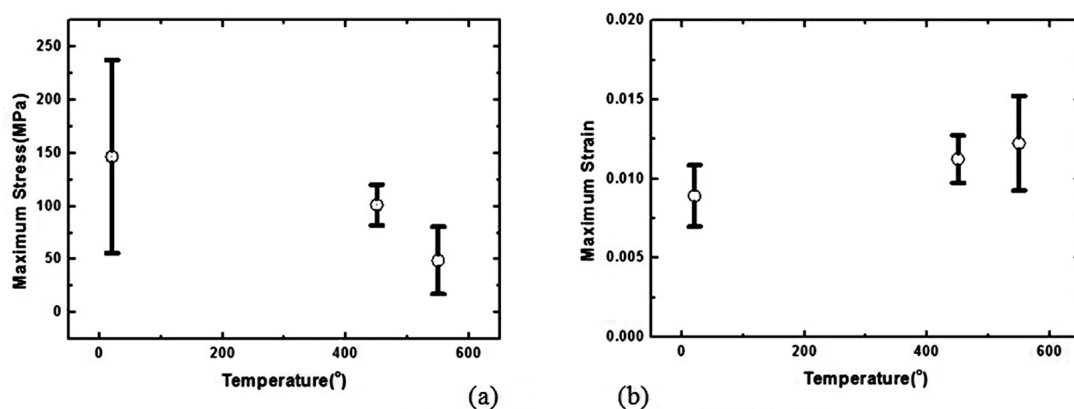 250
200
150
100
50
0
Maximum Stress(MPa)
0 200 400 600
Temperature(°)
(a)
0.020
0.015
0.010
0.005
0.000
Maximum Strain
0 200 400 600
Temperature(°)
(b)